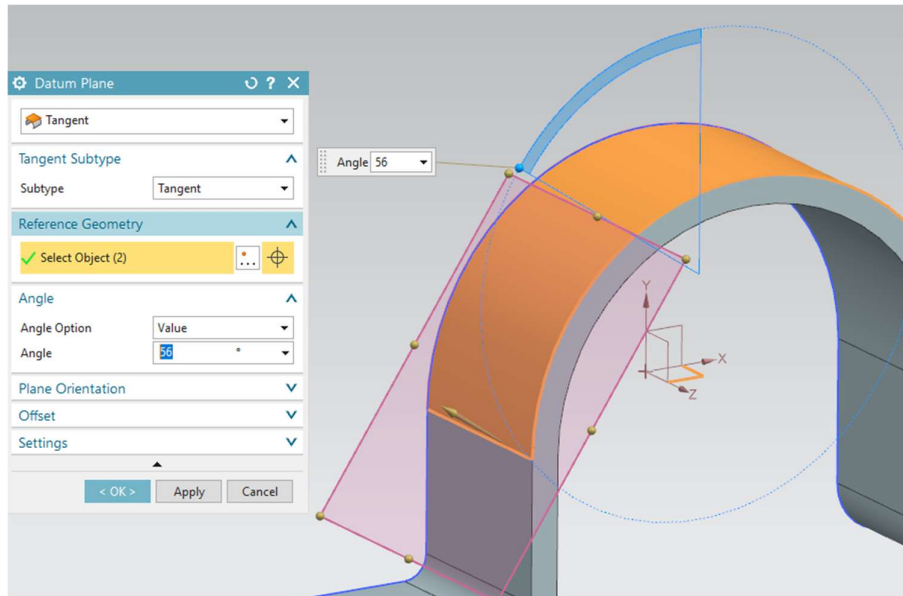 Datum Plane
Tangent
Tangent Subtype
Subtype Tangent
Reference Geometry
Select Object (2)
Angle
Angle Option Value
Angle 56 °
Plane Orientation
Offset
Settings
< OK > Apply Cancel
Angle 56
Y
X
Z